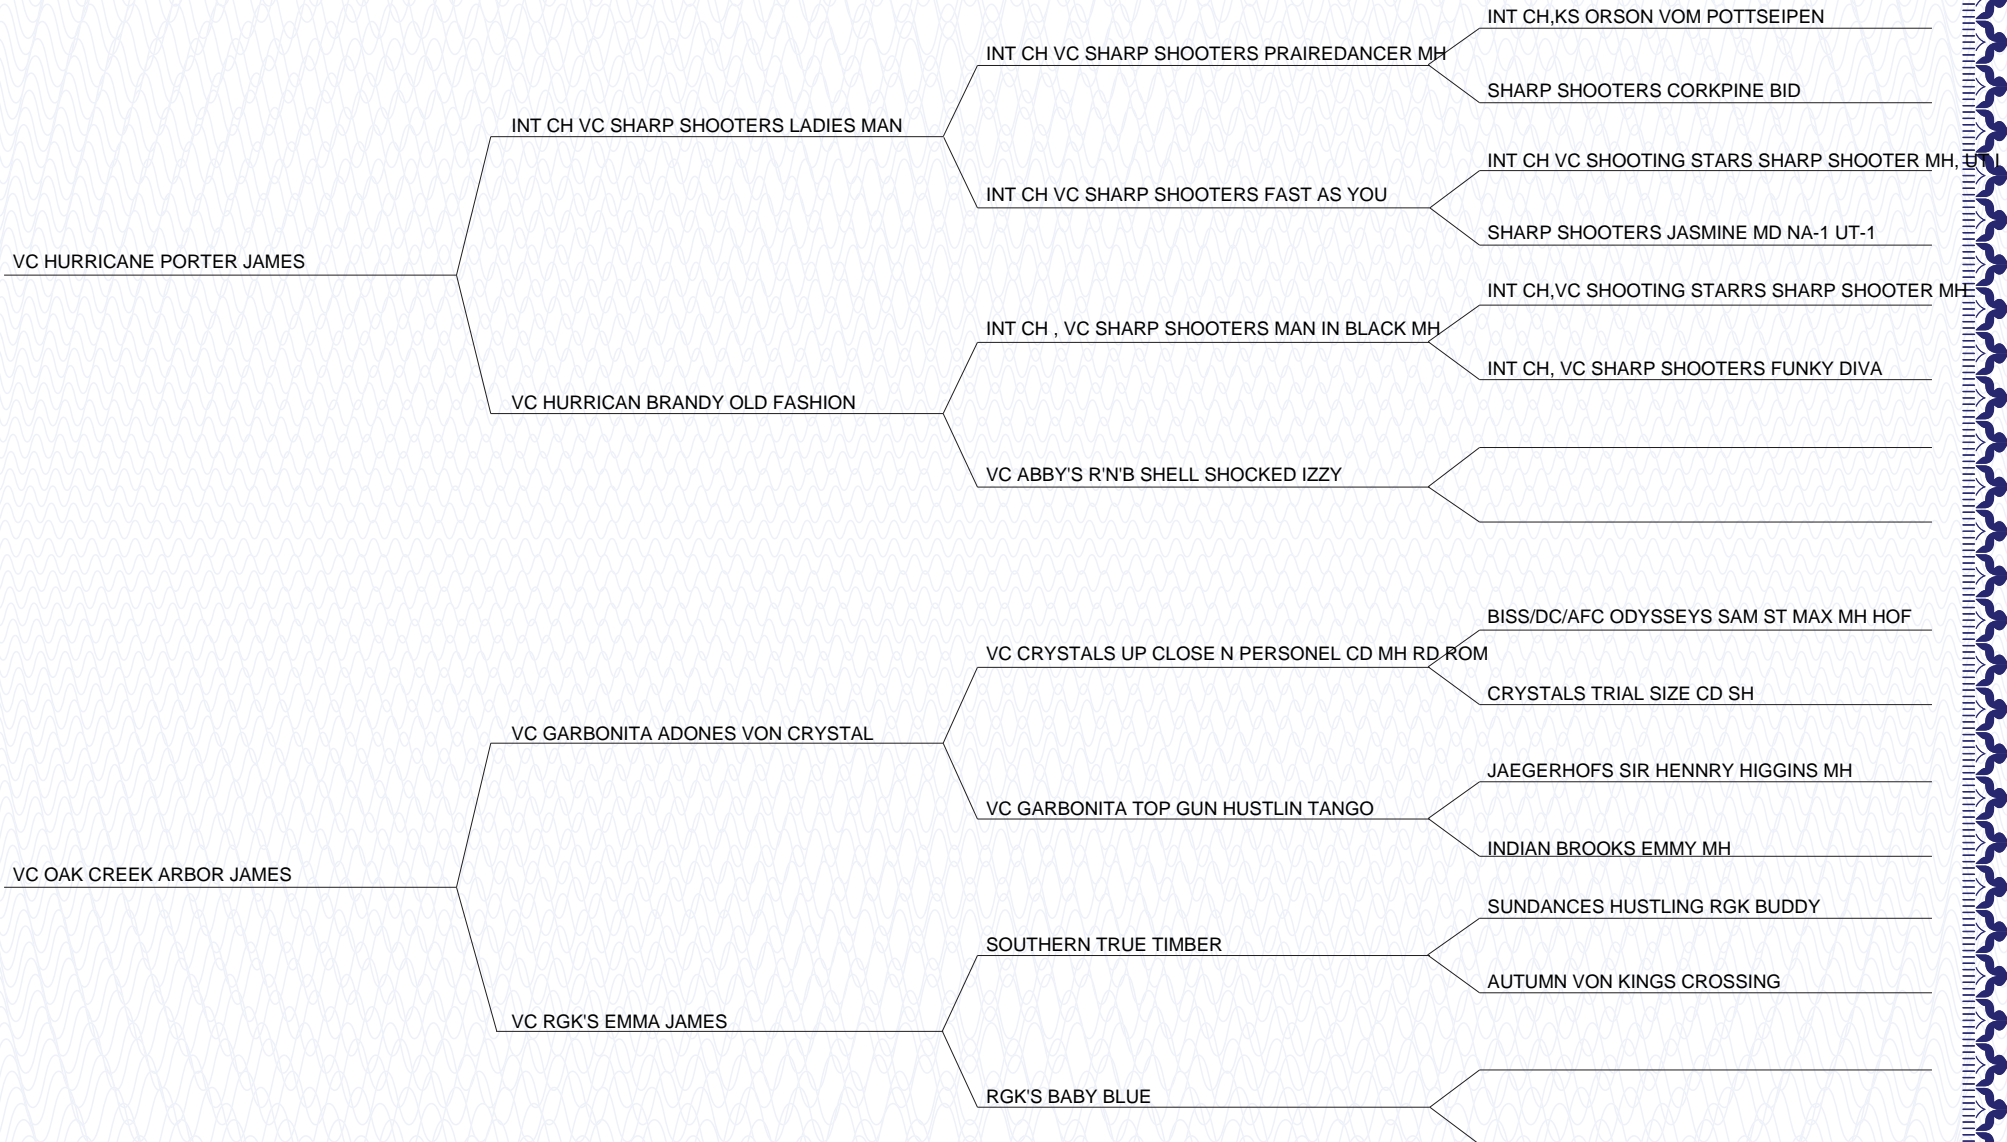 INT CH,KS ORSON VOM POTTSEIPEN
INT CH VC SHARP SHOOTERS PRAIREDANCER MH
SHARP SHOOTERS CORKPINE BID
INT CH VC SHARP SHOOTERS LADIES MAN
INT CH VC SHOOTING STARS SHARP SHOOTER MH, UT I
INT CH VC SHARP SHOOTERS FAST AS YOU
SHARP SHOOTERS JASMINE MD NA-1 UT-1
VC HURRICANE PORTER JAMES
INT CH,VC SHOOTING STARRS SHARP SHOOTER MH
INT CH , VC SHARP SHOOTERS MAN IN BLACK MH
INT CH, VC SHARP SHOOTERS FUNKY DIVA
VC HURRICAN BRANDY OLD FASHION
VC ABBY'S R'N'B SHELL SHOCKED IZZY
BISS/DC/AFC ODYSSEYS SAM ST MAX MH HOF
VC CRYSTALS UP CLOSE N PERSONEL CD MH RD ROM
CRYSTALS TRIAL SIZE CD SH
VC GARBONITA ADONES VON CRYSTAL
JAEGERHOFS SIR HENNRY HIGGINS MH
VC GARBONITA TOP GUN HUSTLIN TANGO
INDIAN BROOKS EMMY MH
VC OAK CREEK ARBOR JAMES
SUNDANCES HUSTLING RGK BUDDY
SOUTHERN TRUE TIMBER
AUTUMN VON KINGS CROSSING
VC RGK'S EMMA JAMES
RGK'S BABY BLUE